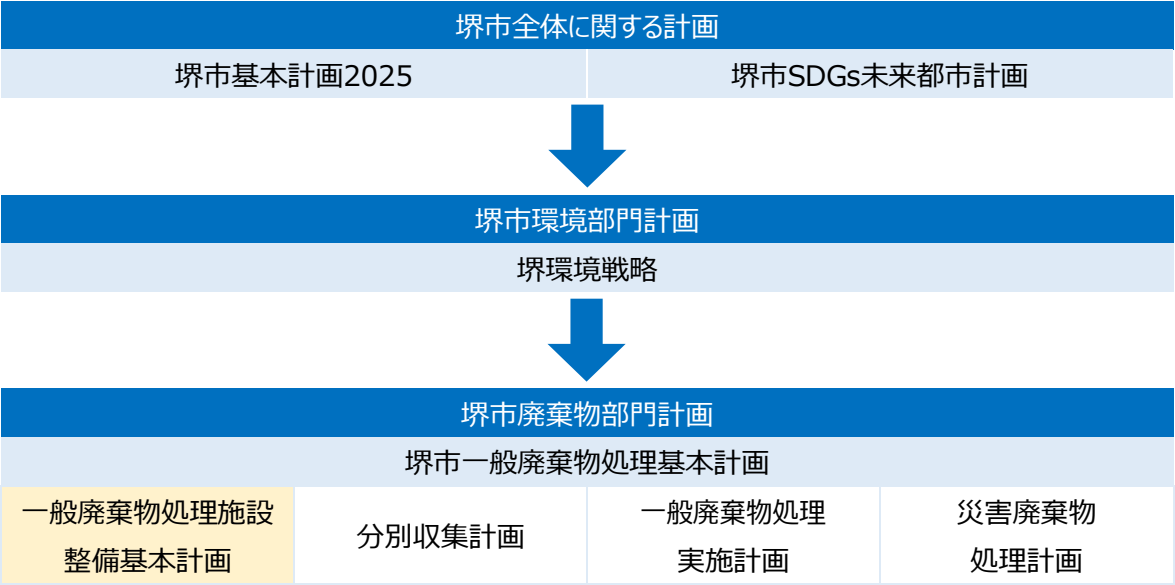 堺市全体に関する計画
堺市基本計画2025
堺市SDGs未来都市計画
堺市環境部門計画
堺環境戦略
堺市廃棄物部門計画
堺市一般廃棄物処理基本計画
一般廃棄物処理施設
整備基本計画
分別収集計画
一般廃棄物処理
実施計画
災害廃棄物
処理計画